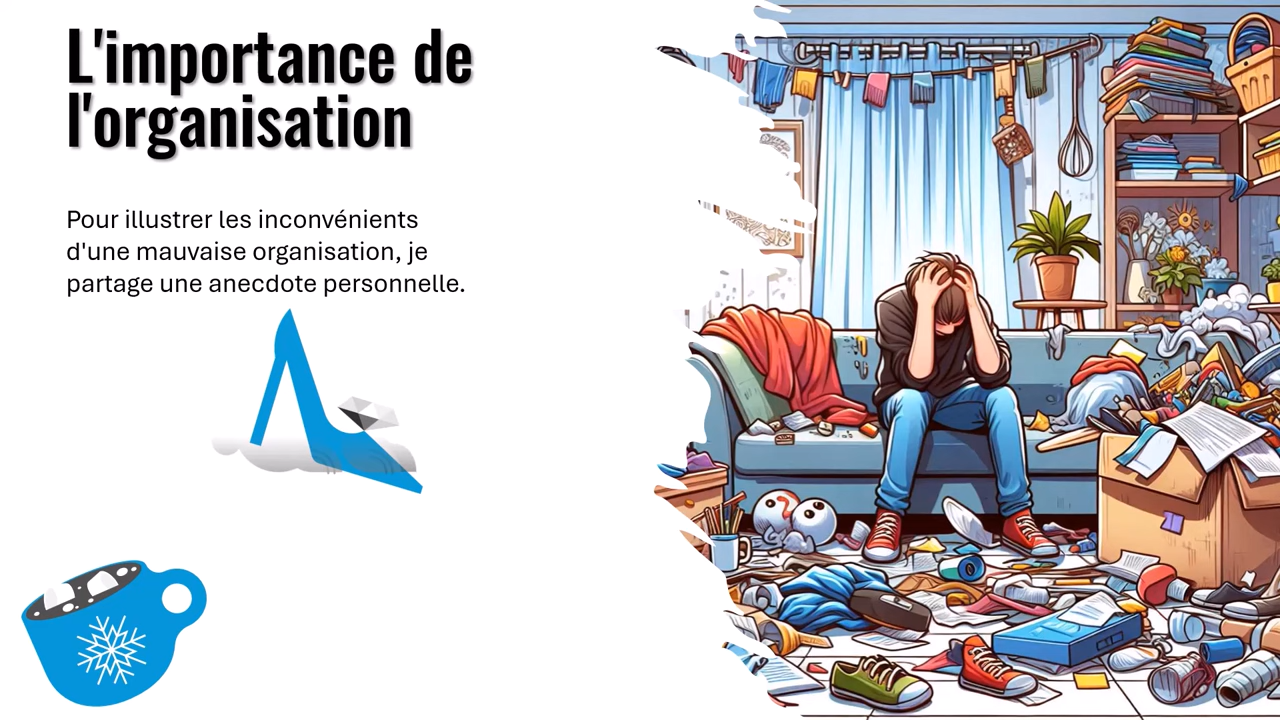 L'importance de
l'organisation
Pour illustrer les inconvénients
d'une mauvaise organisation, je
partage une anecdote personnelle.